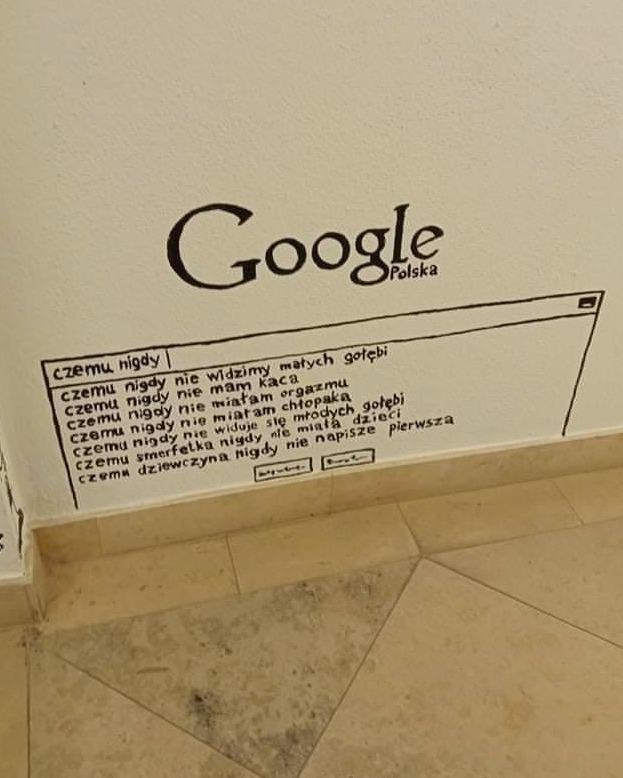 Google
Polska
czemu nigdy
czemu nigdy nie widzimy małych gołębi
czemu nigdy nie mam kaca
czemu nigdy nie miałam orgazmu
czemu nigdy nie miałam chłopaka
czemu nigdy nie widuje się młodych gołębi
czemu smerfetka nigdy nie miała dzieci
czemu dziewczyna nigdy nie napisze pierwsza